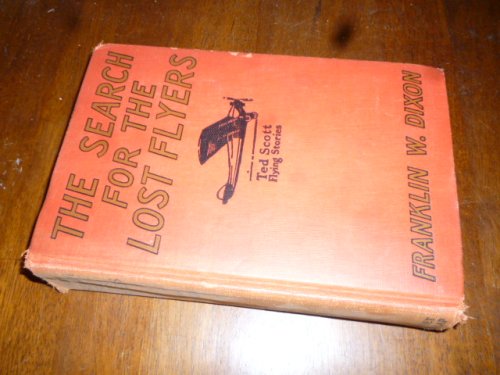 THE SEARCH
FOR THE
LOST FLYERS
Ted Scott
Flying Stories
FRANKLIN W. DIXON